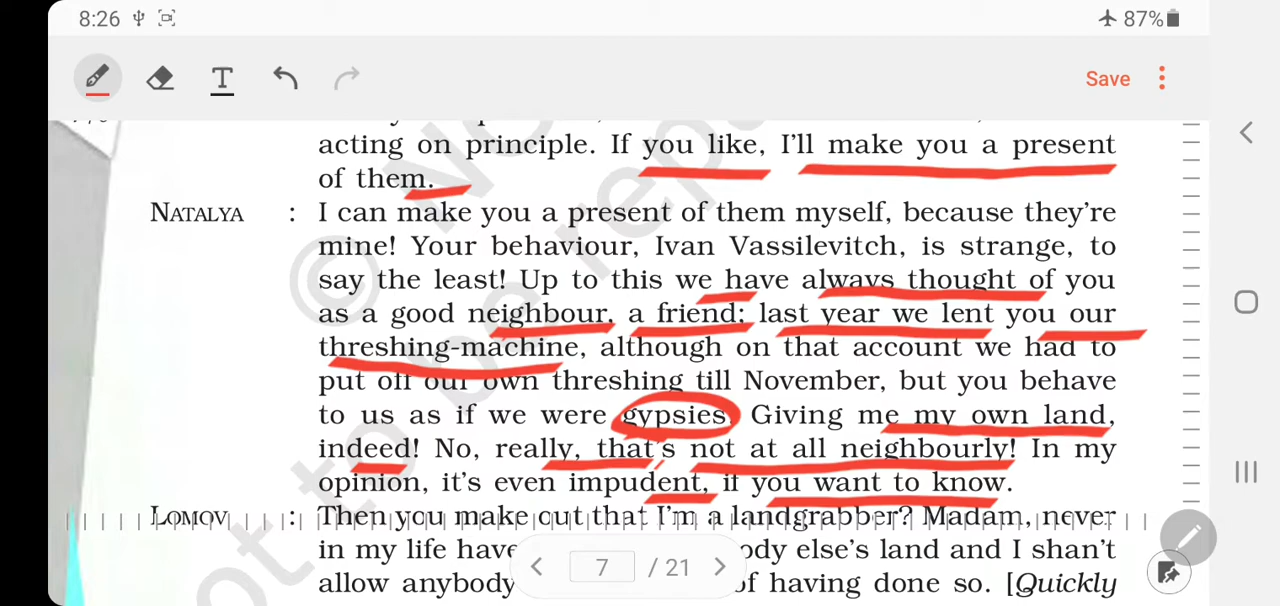 8:26 87%
T Save
acting on principle. If you like, I'll make you a present
of them.
NATALYA : I can make you a present of them myself, because they're
mine! Your behaviour, Ivan Vassilevitch, is strange, to
say the least! Up to this we have always thought of you
as a good neighbour, a friend; last year we lent you our
threshing-machine, although on that account we had to
put off our own threshing till November, but you behave
to us as if we were gypsies. Giving me my own land,
indeed! No, really, that's not at all neighbourly! In my
opinion, it's even impudent, if you want to know.
LOMOV : Then you make out that I'm a landgrabber? Madam, never
in my life have ody else's land and I shan't
allow anybody of having done so. [Quickly
7 / 21
© not to be repu